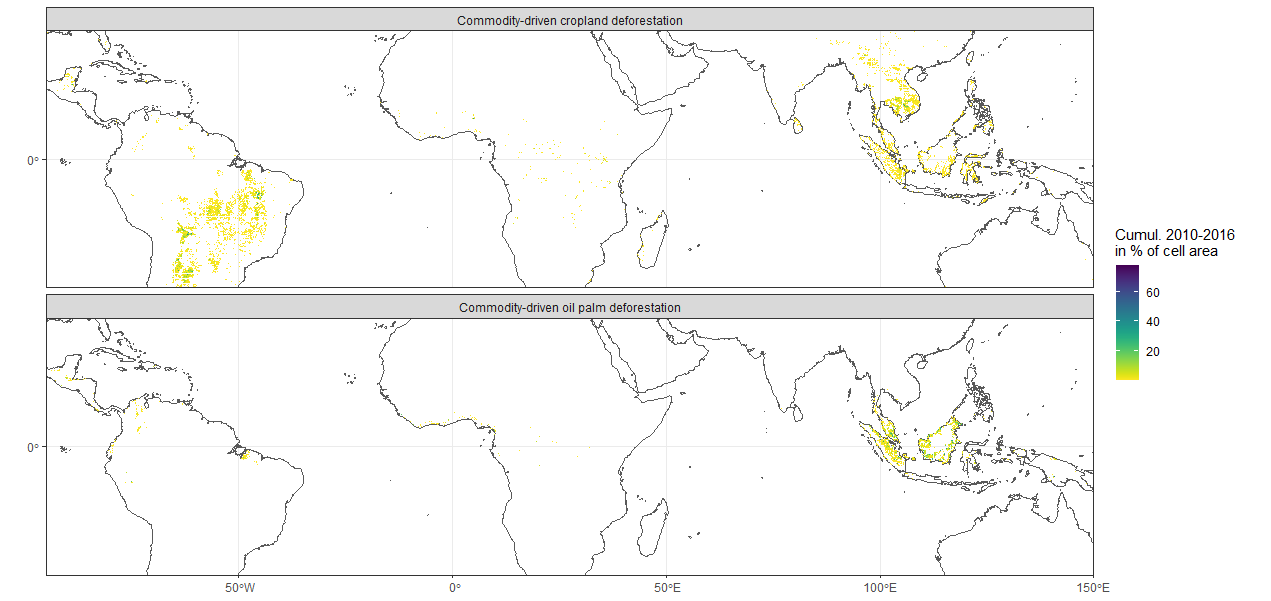 Commodity-driven cropland deforestation
0°
Cumul. 2010-2016
in % of cell area
60
40
20
Commodity-driven oil palm deforestation
0°
50°W
0°
50°E
100°E
150°E